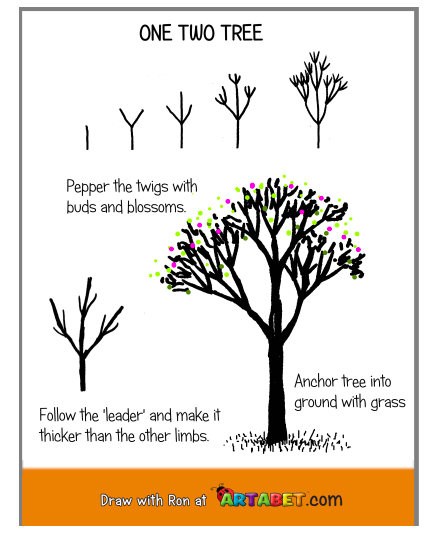 ONE TWO TREE
Pepper the twigs with
buds and blossoms.
Anchor tree into
ground with grass
Follow the 'leader' and make it
thicker than the other limbs.
Draw with Ron at ARTABET.com